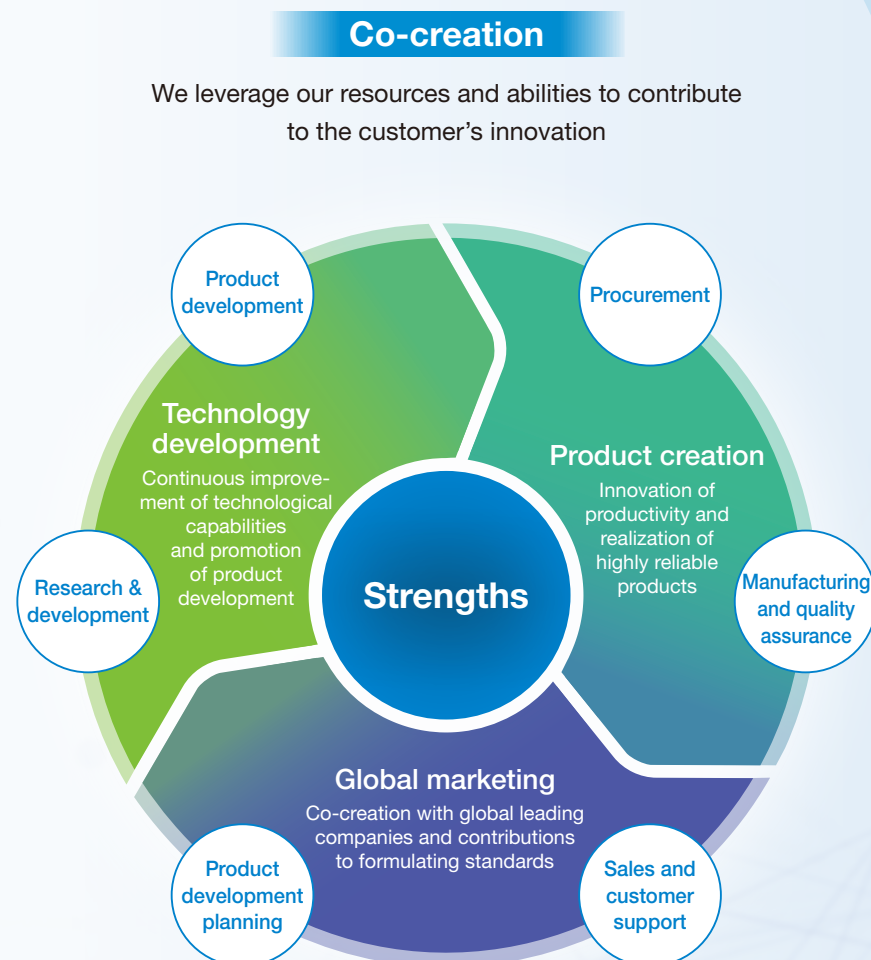 Co-creation
We leverage our resources and abilities to contribute
to the customer’s innovation
Product
development
Procurement
Technology
development
Continuous improve-
ment of technological
capabilities
and promotion
of product
development
Product creation
Innovation of
productivity and
realization of
highly reliable
products
Research &
development
Strengths
Manufacturing
and quality
assurance
Global marketing
Co-creation with global leading
companies and contributions
to formulating standards
Product
development
planning
Sales and
customer
support